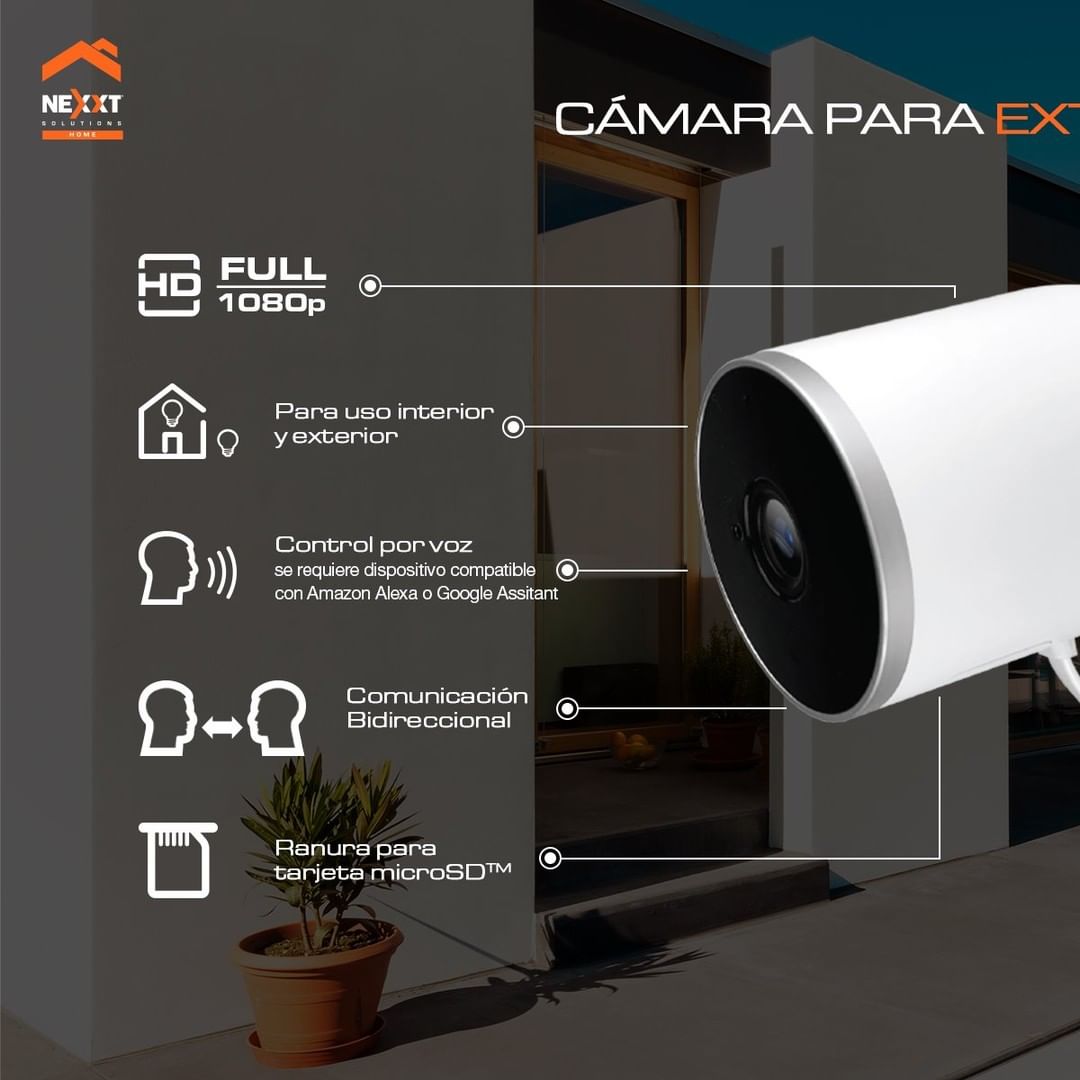 NEXXT
SOLUTIONS
HOME
CÁMARA PARA EXT
HD FULL
1080p
Para uso interior
y exterior
Control por voz
se requiere dispositivo compatible
con Amazon Alexa o Google Assitant
Comunicación
Bidireccional
Ranura para
tarjeta microSD™